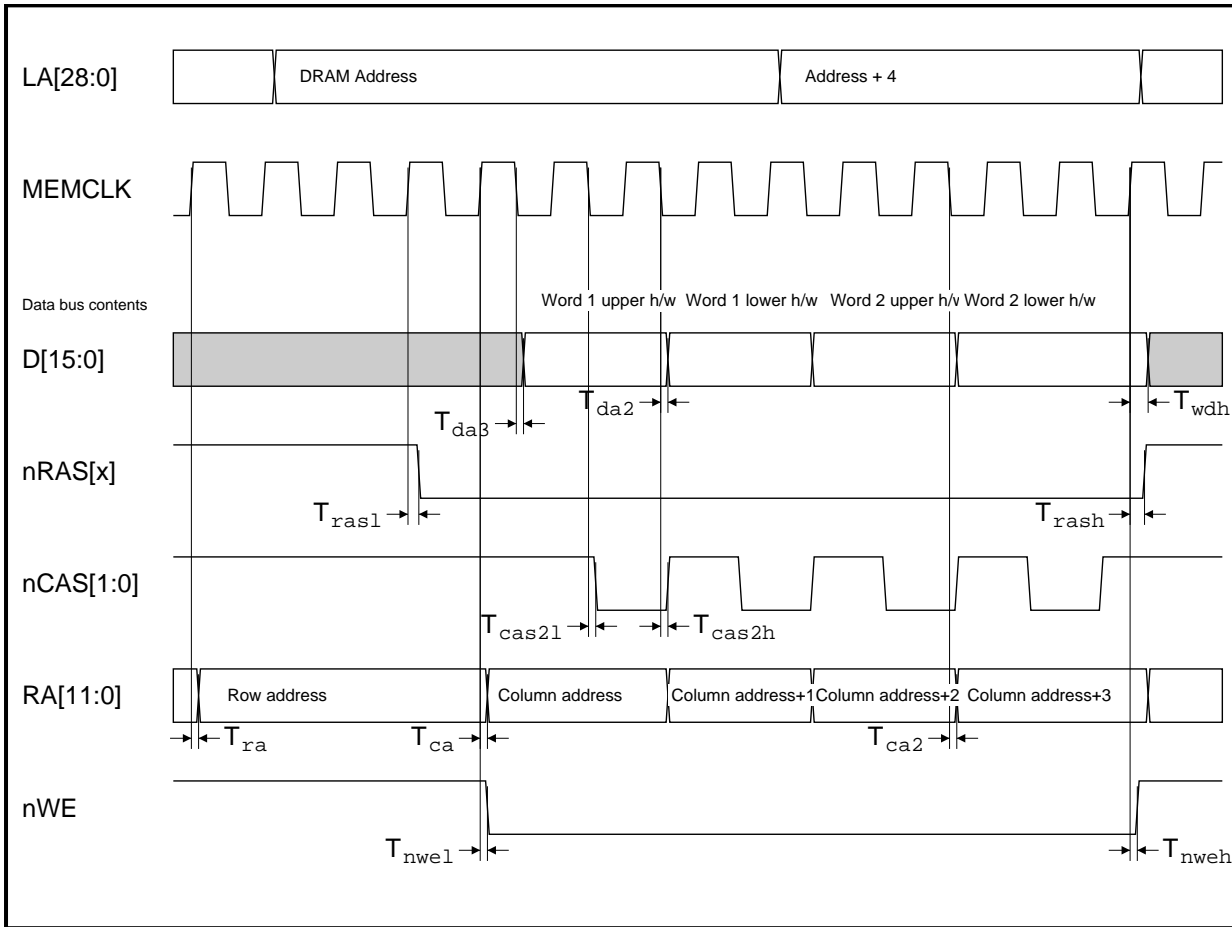 LA[28:0]
DRAM Address
Address + 4
MEMCLK
Data bus contents
Word 1 upper h/w
Word 1 lower h/w
Word 2 upper h/w
Word 2 lower h/w
D[15:0]
Tda3
Tda2
Twdh
nRAS[x]
Trasl
Trash
nCAS[1:0]
Tcas2l
Tcas2h
RA[11:0]
Row address
Column address
Column address+1
Column address+2
Column address+3
Tra
Tca
Tca2
nWE
Tnwel
Tnweh